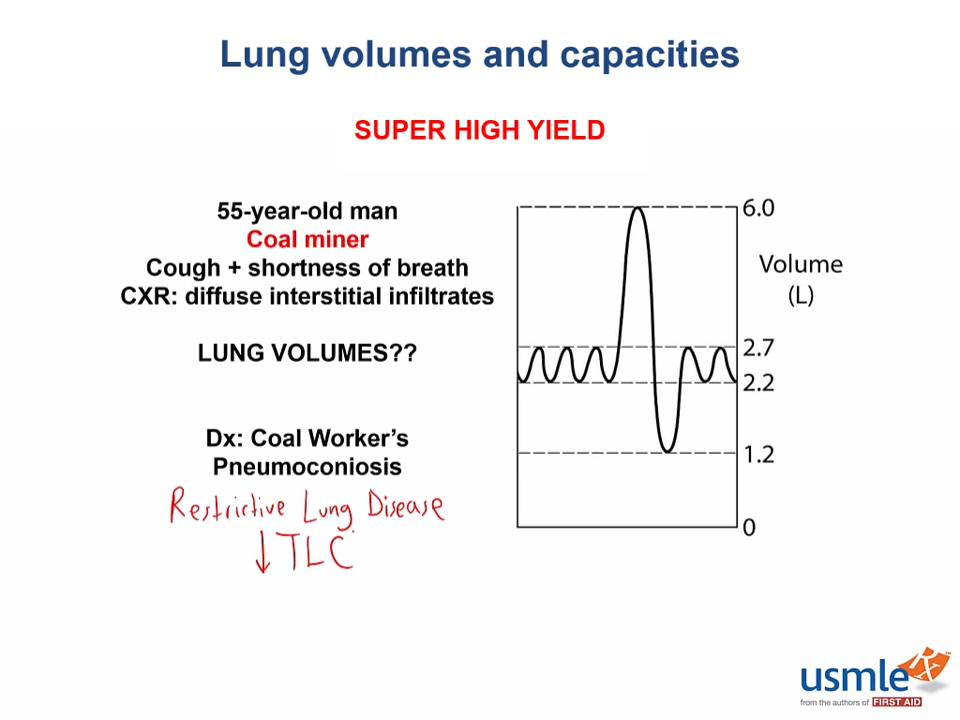 Lung volumes and capacities
SUPER HIGH YIELD
55-year-old man
Coal miner
Cough + shortness of breath
CXR: diffuse interstitial infiltrates
LUNG VOLUMES??
Dx: Coal Worker's
Pneumoconiosis
Restrictive Lung Disease
↓TLC
6.0
Volume
(L)
2.7
2.2
1.2
0
usmle Rx™
from the authors of FIRST AID